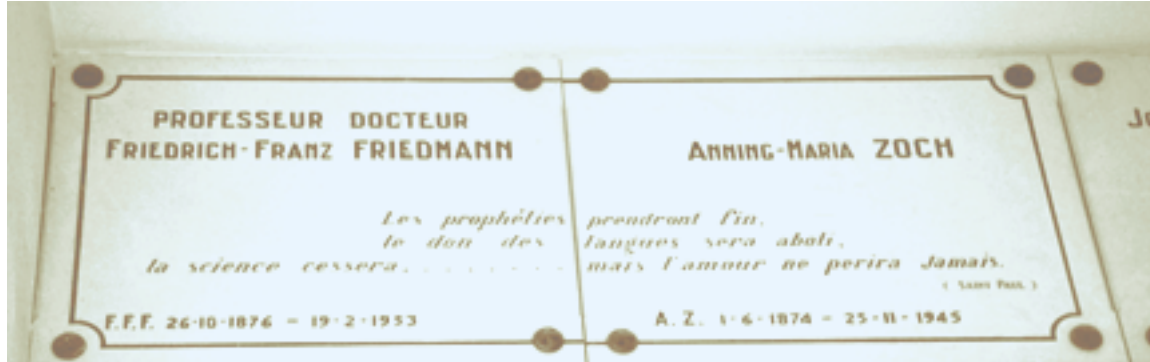 PROFESSEUR DOCTEUR
FRIEDRICH-FRANZ FRIEDMANN
ANNING-MARIA ZOCH
Les prophéties prendront fin,
le don des langues sera aboli,
la science cessera......... mais l'amour ne perira Jamais.
( SAINT PAUL )
F.F.F. 26-10-1876 - 19-2-1953
A. Z. 1-6-1874 - 25-11-1945